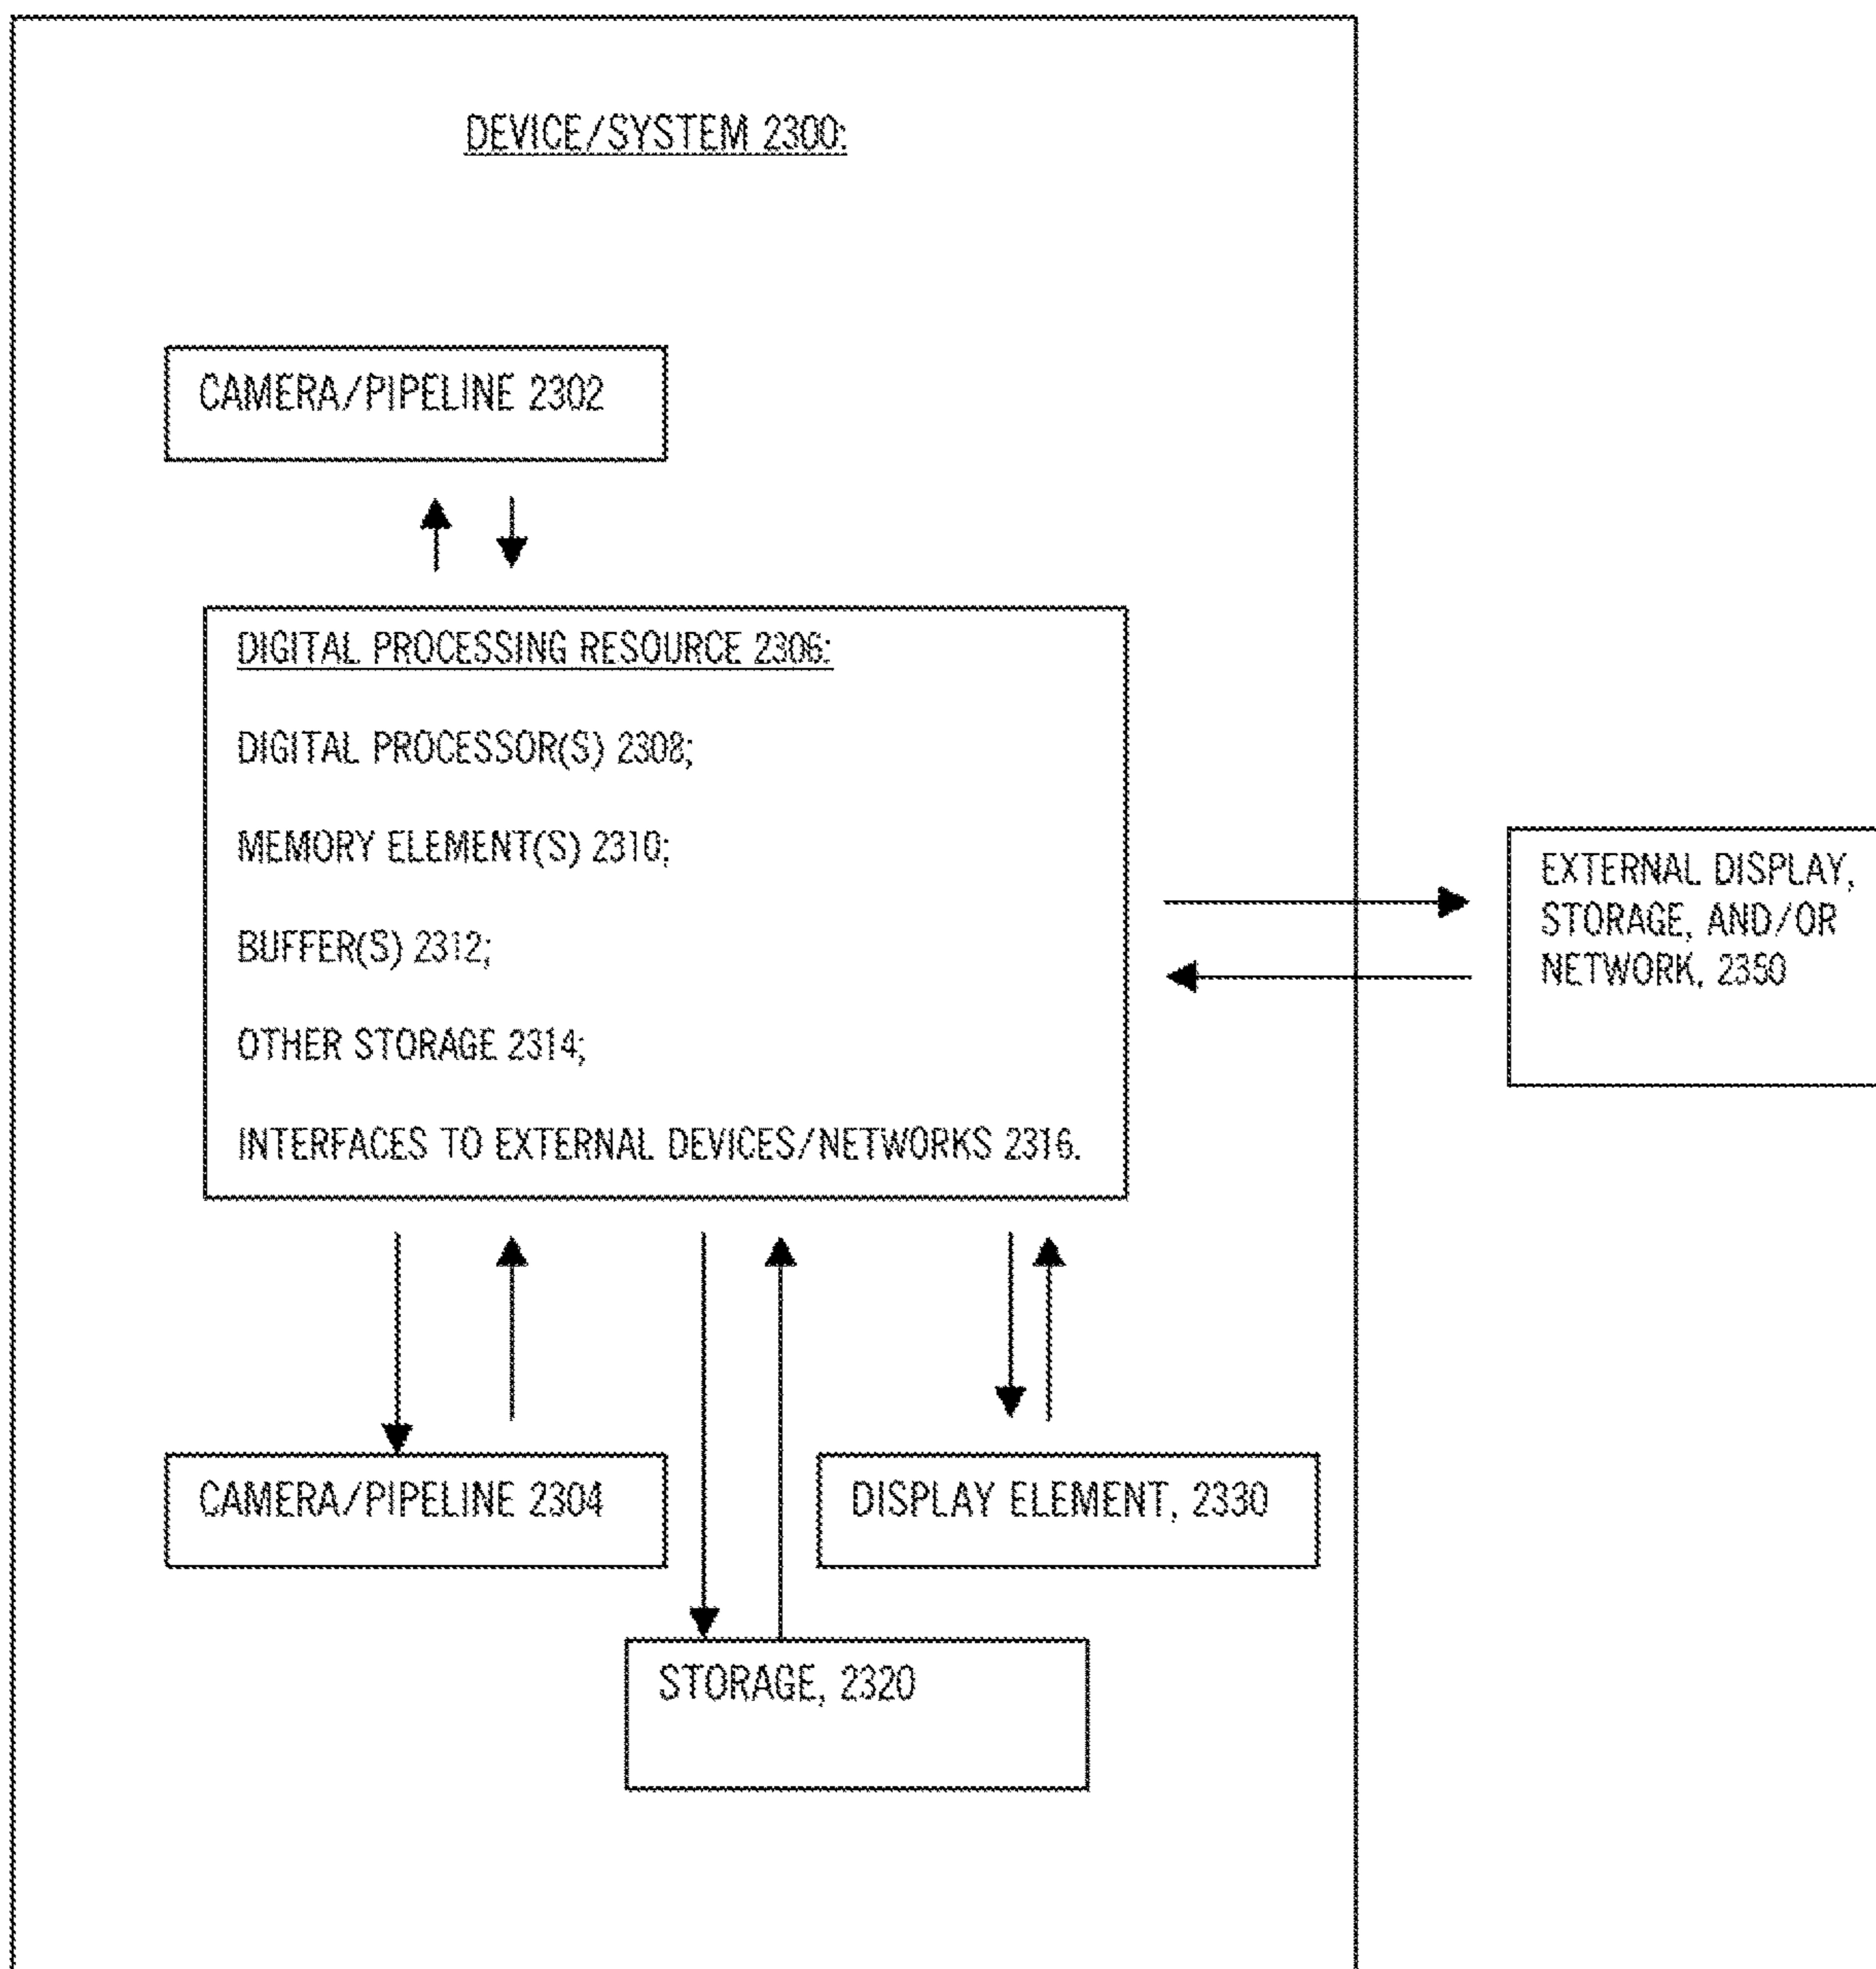 DEVICE/SYSTEM 2300:
CAMERA/PIPELINE 2302
DIGITAL PROCESSING RESOURCE 2306:
DIGITAL PROCESSOR(S) 2308;
MEMORY ELEMENT(S) 2310;
BUFFER(S) 2312;
OTHER STORAGE 2314;
INTERFACES TO EXTERNAL DEVICES/NETWORKS 2316.
EXTERNAL DISPLAY,
STORAGE, AND/OR
NETWORK, 2350
CAMERA/PIPELINE 2304
DISPLAY ELEMENT, 2330
STORAGE, 2320